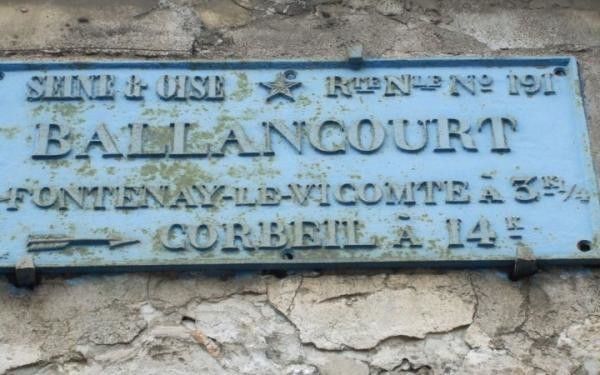 SEINE & OISE ★ RTE NLE NO 191
BALLANCOURT
FONTENAY-LE-VICOMTE À 3K 1/4
CORBEIL À 14K